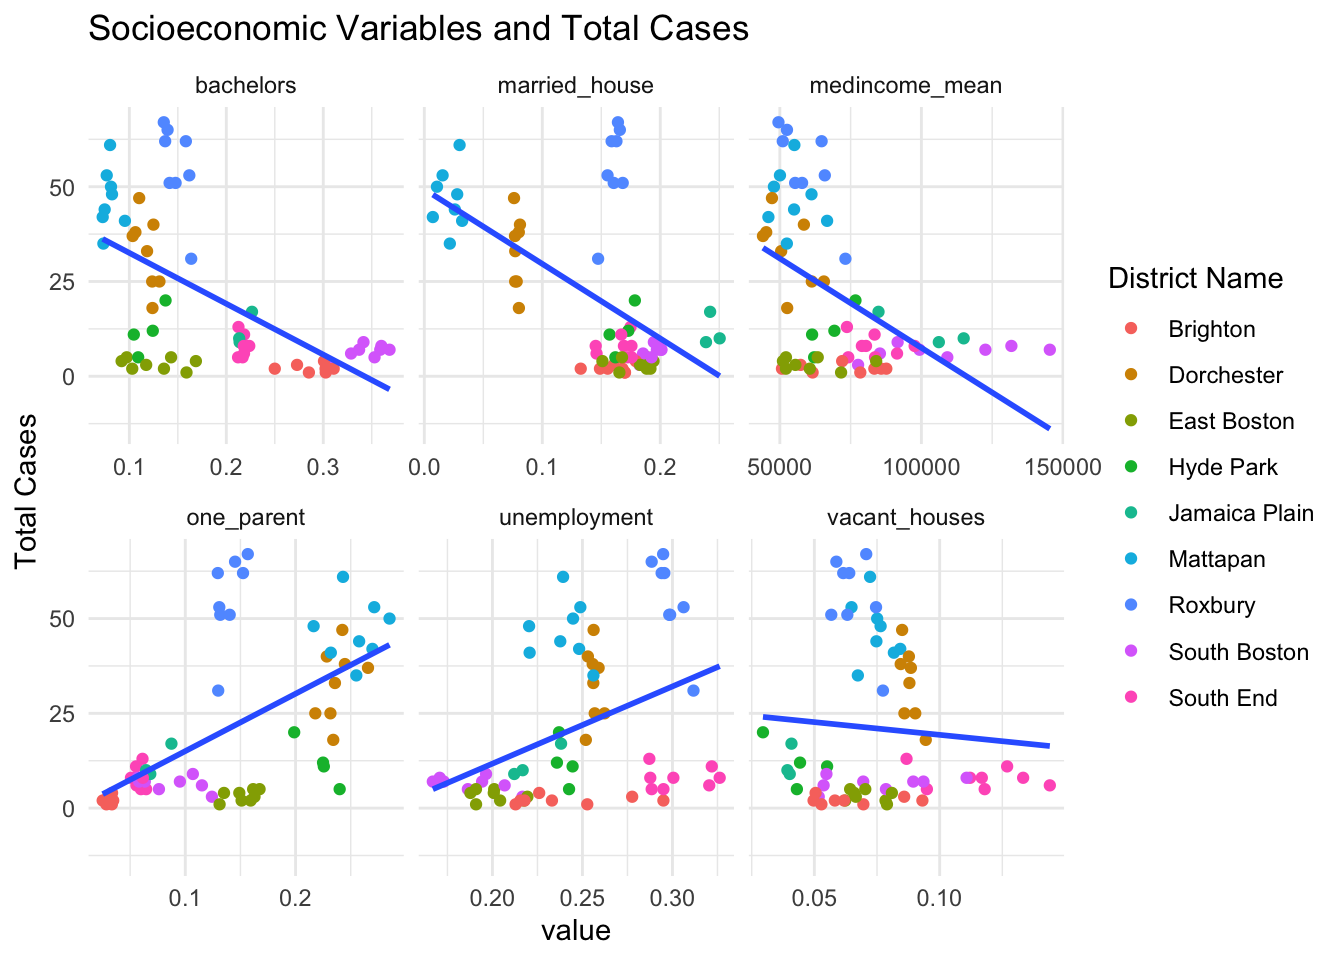 Socioeconomic Variables and Total Cases
bachelors married_house medincome_mean
50
25
0
0.1 0.2 0.3 0.0 0.1 0.2 50000 100000 150000
one_parent unemployment vacant_houses
50
25
0
0.1 0.2 0.20 0.25 0.30 0.05 0.10
value
Total Cases
District Name
Brighton
Dorchester
East Boston
Hyde Park
Jamaica Plain
Mattapan
Roxbury
South Boston
South End